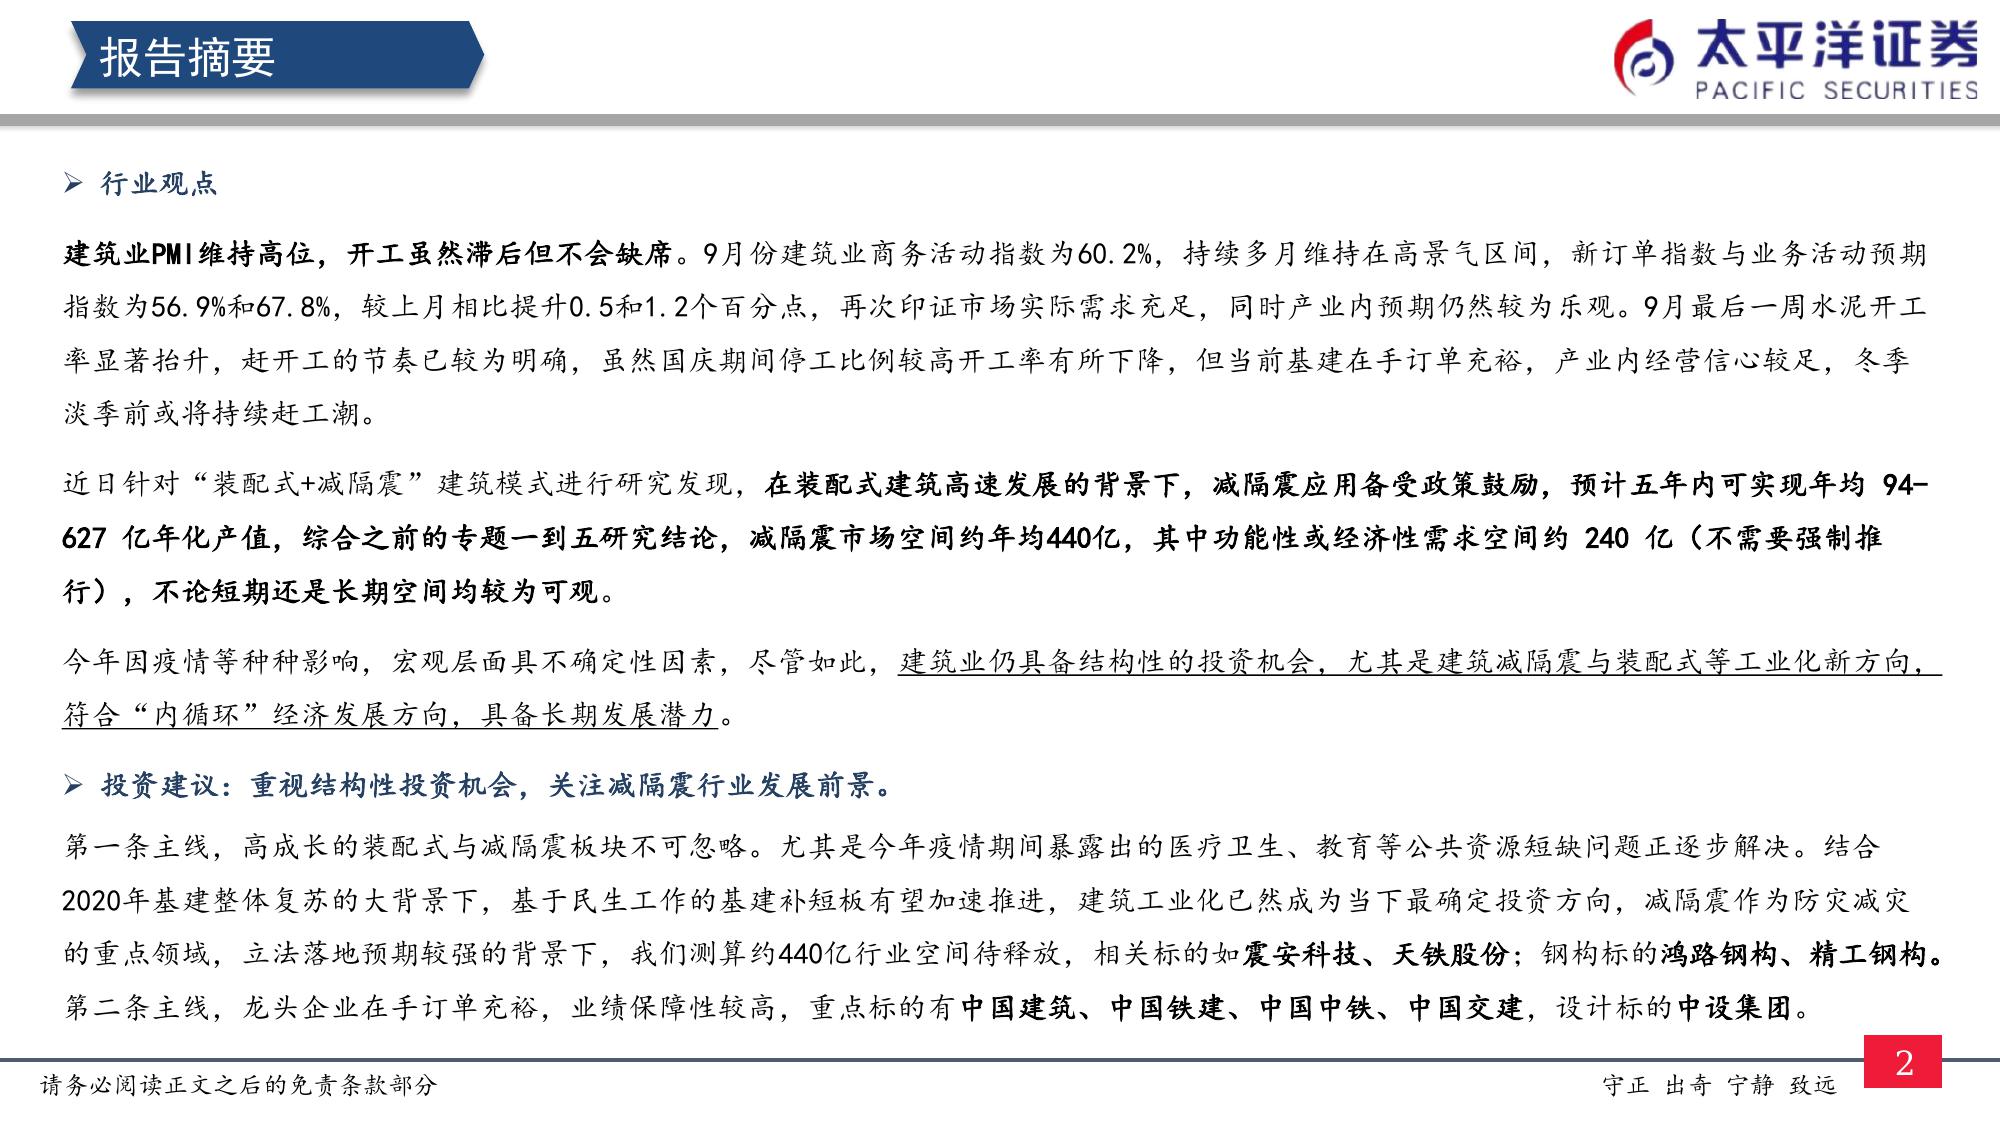 报告摘要
太平洋证券
PACIFIC SECURITIES
➢ 行业观点
建筑业PMI维持高位，开工虽然滞后但不会缺席。9月份建筑业商务活动指数为60.2%，持续多月维持在高景气区间，新订单指数与业务活动预期
指数为56.9%和67.8%，较上月相比提升0.5和1.2个百分点，再次印证市场实际需求充足，同时产业内预期仍然较为乐观。9月最后一周水泥开工
率显著抬升，赶开工的节奏已较为明确，虽然国庆期间停工比例较高开工率有所下降，但当前基建在手订单充裕，产业内经营信心较足，冬季
淡季前或将持续赶工潮。
近日针对“装配式+减隔震”建筑模式进行研究发现，在装配式建筑高速发展的背景下，减隔震应用备受政策鼓励，预计五年内可实现年均 94-
627 亿年化产值，综合之前的专题一到五研究结论，减隔震市场空间约年均440亿，其中功能性或经济性需求空间约 240 亿（不需要强制推
行），不论短期还是长期空间均较为可观。
今年因疫情等种种影响，宏观层面具不确定性因素，尽管如此，建筑业仍具备结构性的投资机会，尤其是建筑减隔震与装配式等工业化新方向，
符合“内循环”经济发展方向，具备长期发展潜力。
➢ 投资建议：重视结构性投资机会，关注减隔震行业发展前景。
第一条主线，高成长的装配式与减隔震板块不可忽略。尤其是今年疫情期间暴露出的医疗卫生、教育等公共资源短缺问题正逐步解决。结合
2020年基建整体复苏的大背景下，基于民生工作的基建补短板有望加速推进，建筑工业化已然成为当下最确定投资方向，减隔震作为防灾减灾
的重点领域，立法落地预期较强的背景下，我们测算约440亿行业空间待释放，相关标的如震安科技、天铁股份；钢构标的鸿路钢构、精工钢构。
第二条主线，龙头企业在手订单充裕，业绩保障性较高，重点标的有中国建筑、中国铁建、中国中铁、中国交建，设计标的中设集团。
请务必阅读正文之后的免责条款部分
守正 出奇 宁静 致远
2